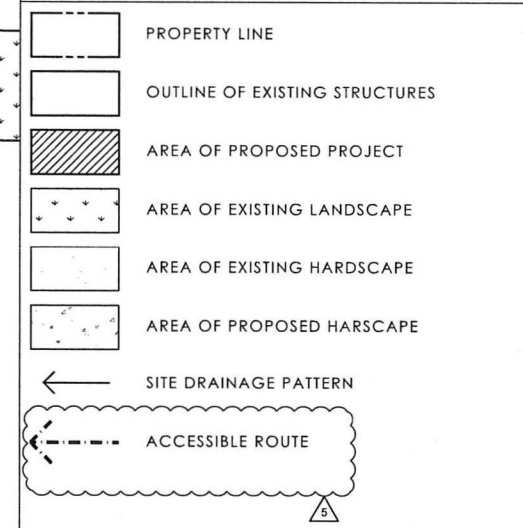 PROPERTY LINE
OUTLINE OF EXISTING STRUCTURES
AREA OF PROPOSED PROJECT
AREA OF EXISTING LANDSCAPE
AREA OF EXISTING HARDSCAPE
AREA OF PROPOSED HARSCAPE
SITE DRAINAGE PATTERN
ACCESSIBLE ROUTE
5